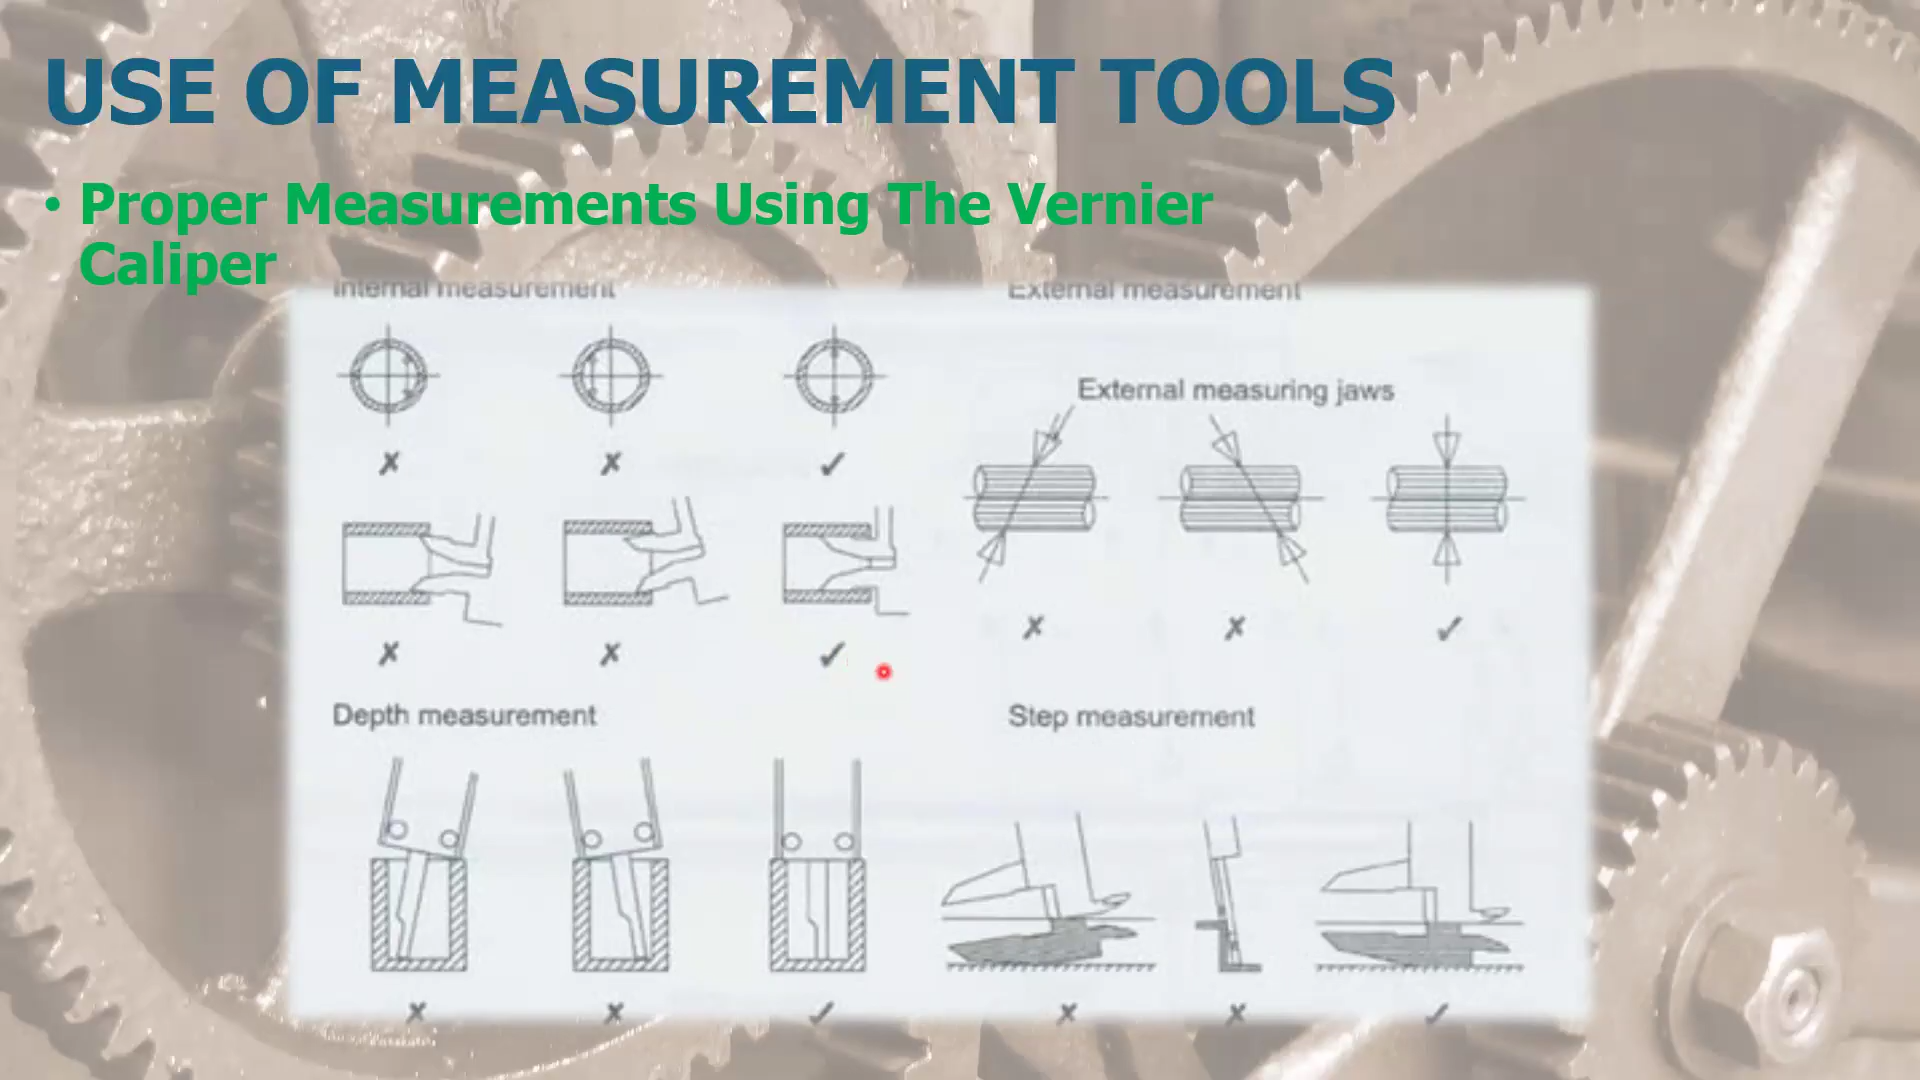 USE OF MEASUREMENT TOOLS
• Proper Measurements Using The Vernier
Caliper
Internal measurement
External measurement
External measuring jaws
✗ ✗ ✓
✗ ✗ ✓
✗ ✗ ✓
Depth measurement
Step measurement
✗ ✗ ✓
✗ ✗ ✓